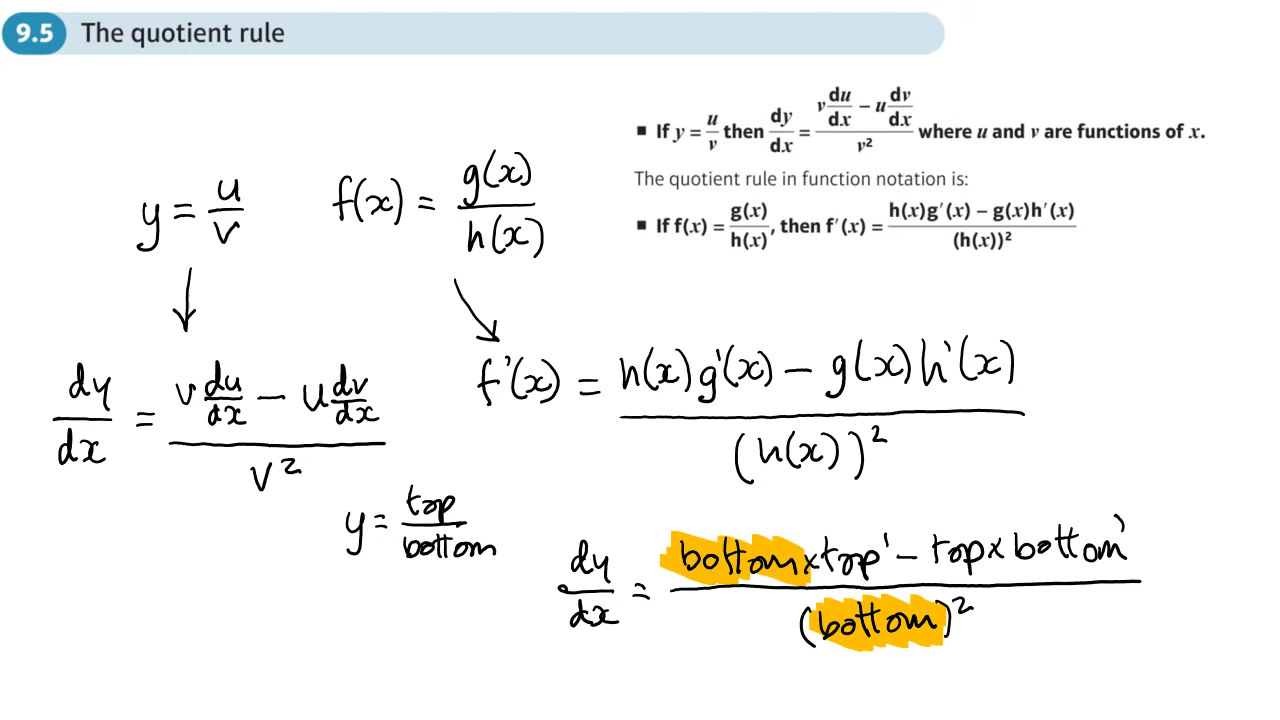 9.5 The quotient rule
■ If y = u/v then dy/dx = (v du/dx − u dv/dx)/v² where u and v are functions of x.
The quotient rule in function notation is:
■ If f(x) = g(x)/h(x), then f′(x) = (h(x)g′(x) − g(x)h′(x))/(h(x))²
y = u/v
f(x) = g(x)/h(x)
dy/dx = (v du/dx − u dv/dx)/v²
f′(x) = (h(x)g′(x) − g(x)h′(x))/(h(x))²
y = top/bottom
dy/dx = (bottom × top′ − top × bottom′)/(bottom)²